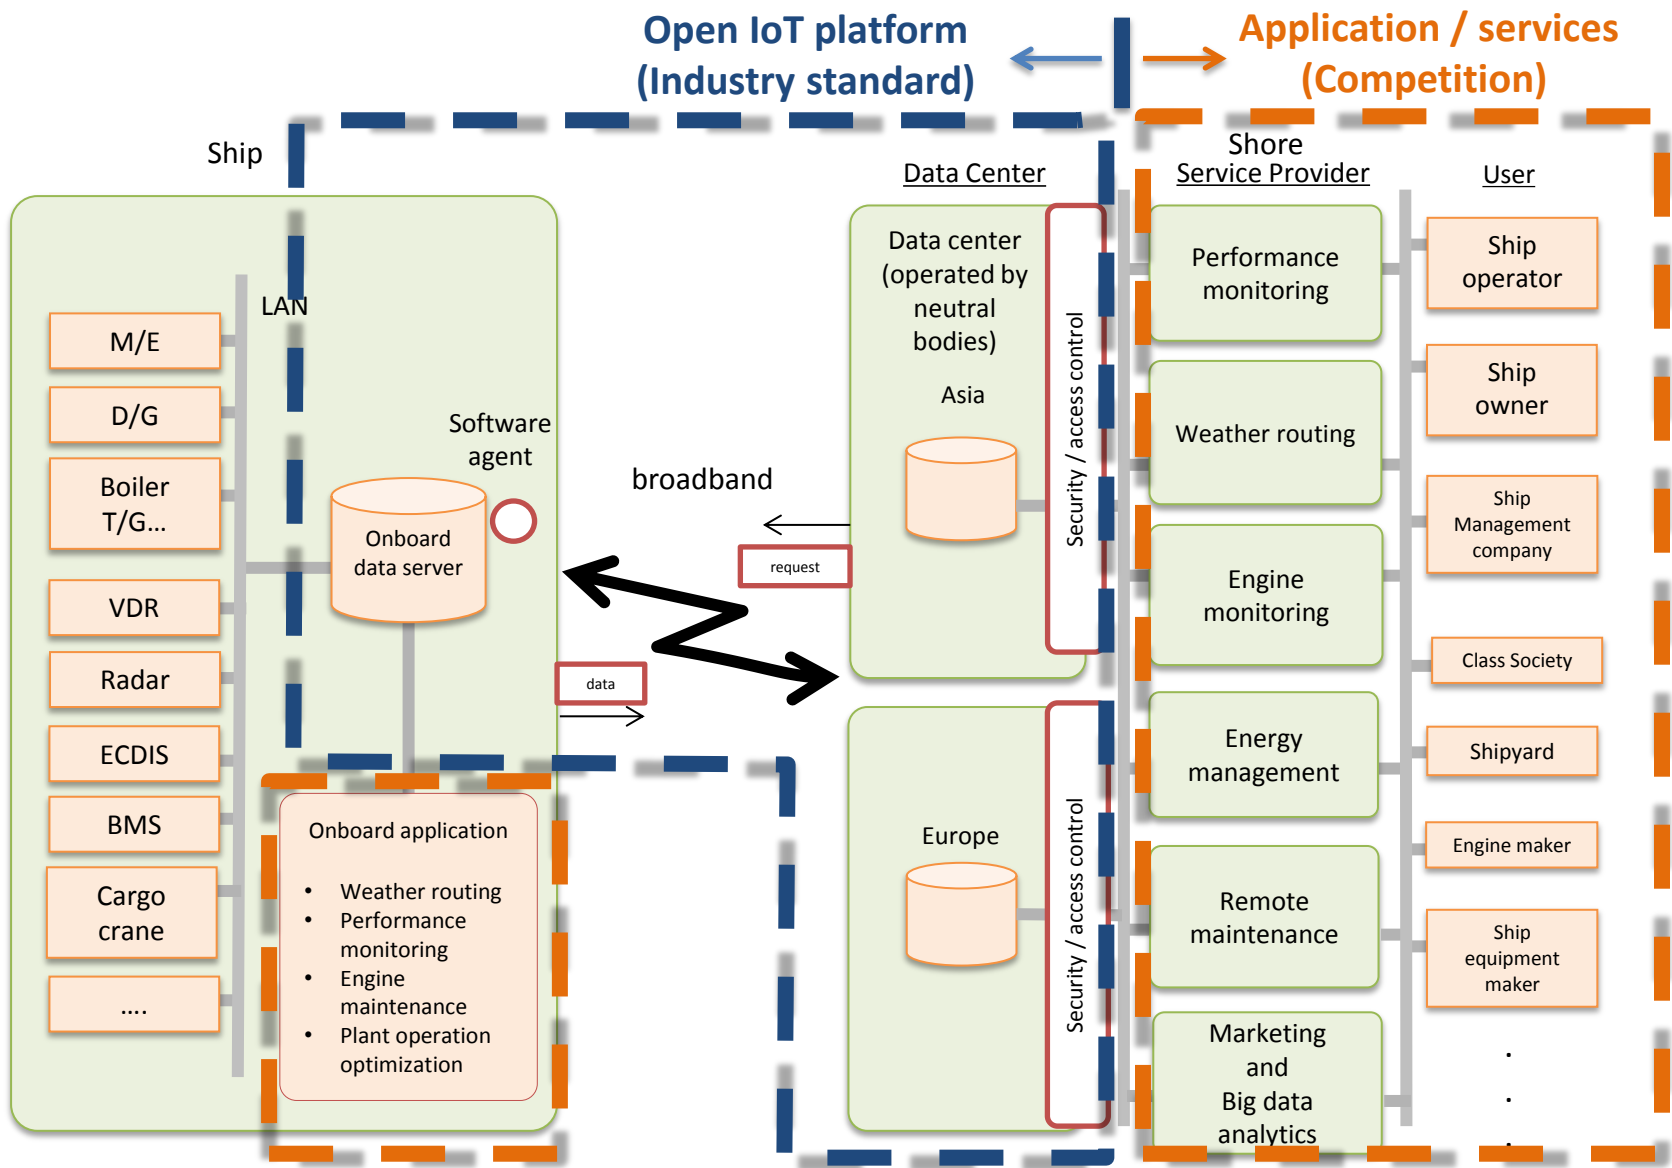 Open IoT platform
(Industry standard)
Application / services
(Competition)
Ship
LAN
M/E
D/G
Boiler
T/G...
VDR
Radar
ECDIS
BMS
Cargo
crane
....
Software
agent
Onboard
data server
Onboard application
• Weather routing
• Performance
monitoring
• Engine
maintenance
• Plant operation
optimization
broadband
request
data
Data Center
Data center
(operated by
neutral
bodies)
Asia
Security / access control
Europe
Security / access control
Shore
Service Provider
Performance
monitoring
Weather routing
Engine
monitoring
Energy
management
Remote
maintenance
Marketing
and
Big data
analytics
User
Ship
operator
Ship
owner
Ship
Management
company
Class Society
Shipyard
Engine maker
Ship
equipment
maker
.
.
.